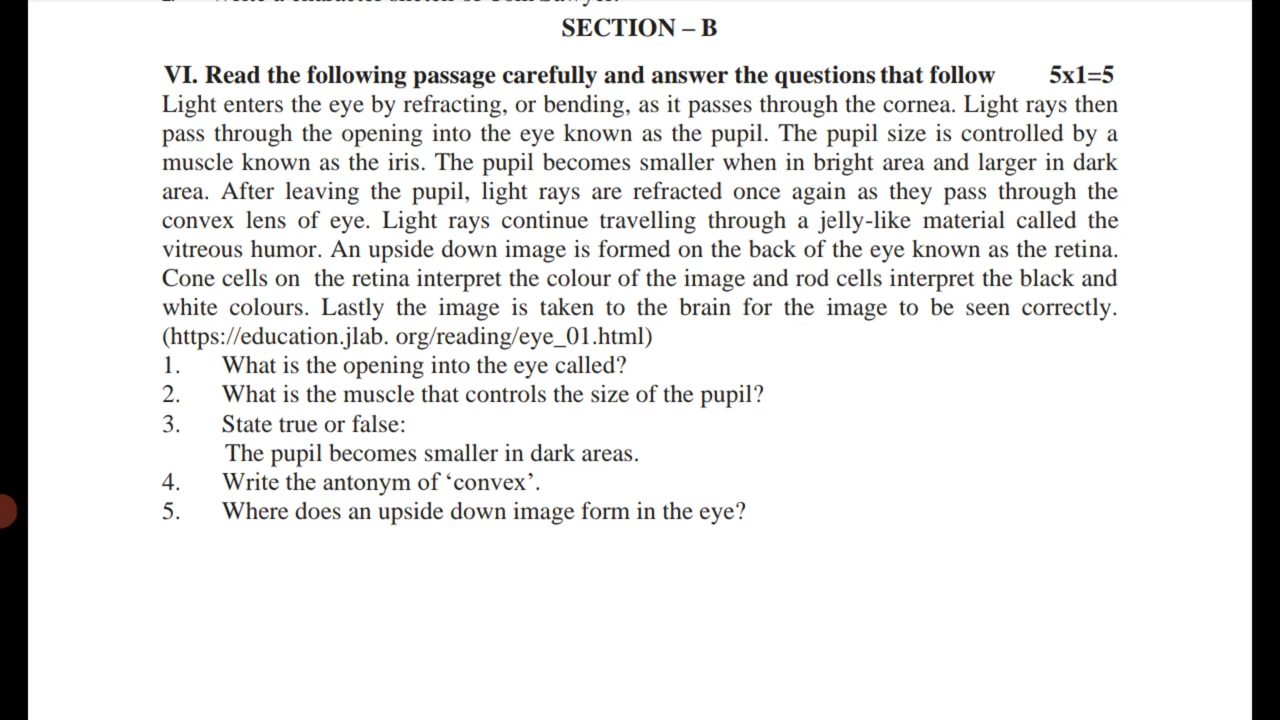 SECTION – B
VI. Read the following passage carefully and answer the questions that follow 5x1=5
Light enters the eye by refracting, or bending, as it passes through the cornea. Light rays then
pass through the opening into the eye known as the pupil. The pupil size is controlled by a
muscle known as the iris. The pupil becomes smaller when in bright area and larger in dark
area. After leaving the pupil, light rays are refracted once again as they pass through the
convex lens of eye. Light rays continue travelling through a jelly-like material called the
vitreous humor. An upside down image is formed on the back of the eye known as the retina.
Cone cells on the retina interpret the colour of the image and rod cells interpret the black and
white colours. Lastly the image is taken to the brain for the image to be seen correctly.
(https://education.jlab. org/reading/eye_01.html)
1. What is the opening into the eye called?
2. What is the muscle that controls the size of the pupil?
3. State true or false:
The pupil becomes smaller in dark areas.
4. Write the antonym of ‘convex’.
5. Where does an upside down image form in the eye?